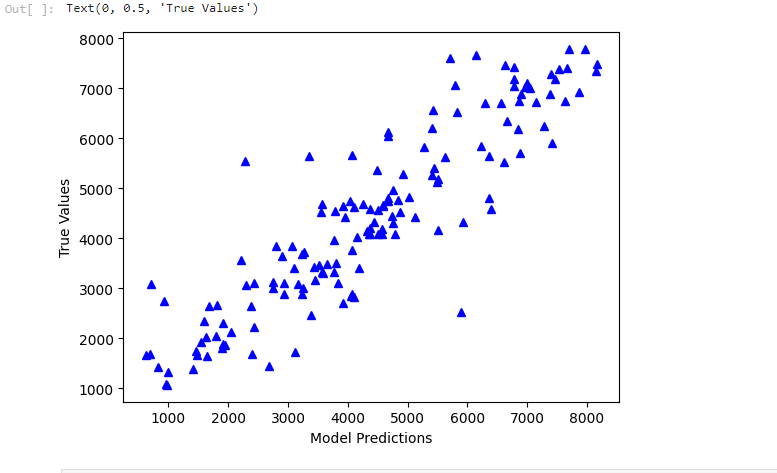 Out[ ]: Text(0, 0.5, 'True Values')
8000
7000
6000
5000
4000
3000
2000
1000
True Values
1000 2000 3000 4000 5000 6000 7000 8000
Model Predictions